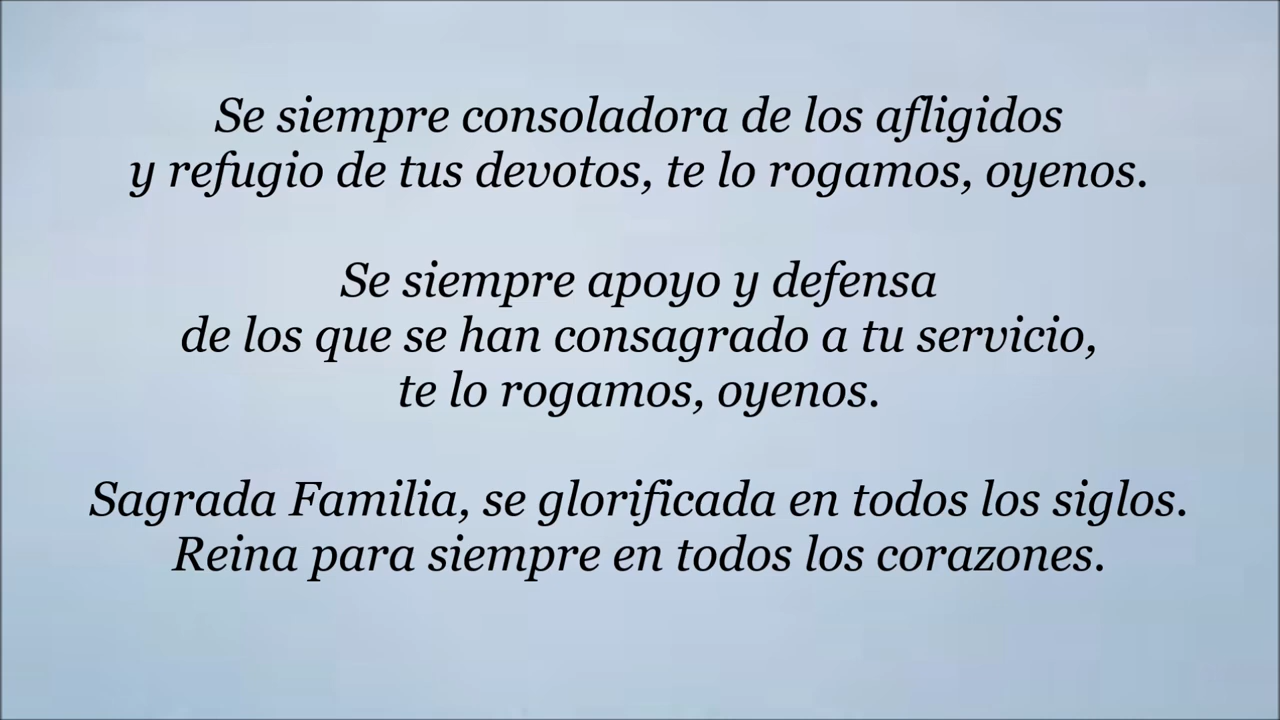 Se siempre consoladora de los afligidos
y refugio de tus devotos, te lo rogamos, oyenos.
Se siempre apoyo y defensa
de los que se han consagrado a tu servicio,
te lo rogamos, oyenos.
Sagrada Familia, se glorificada en todos los siglos.
Reina para siempre en todos los corazones.